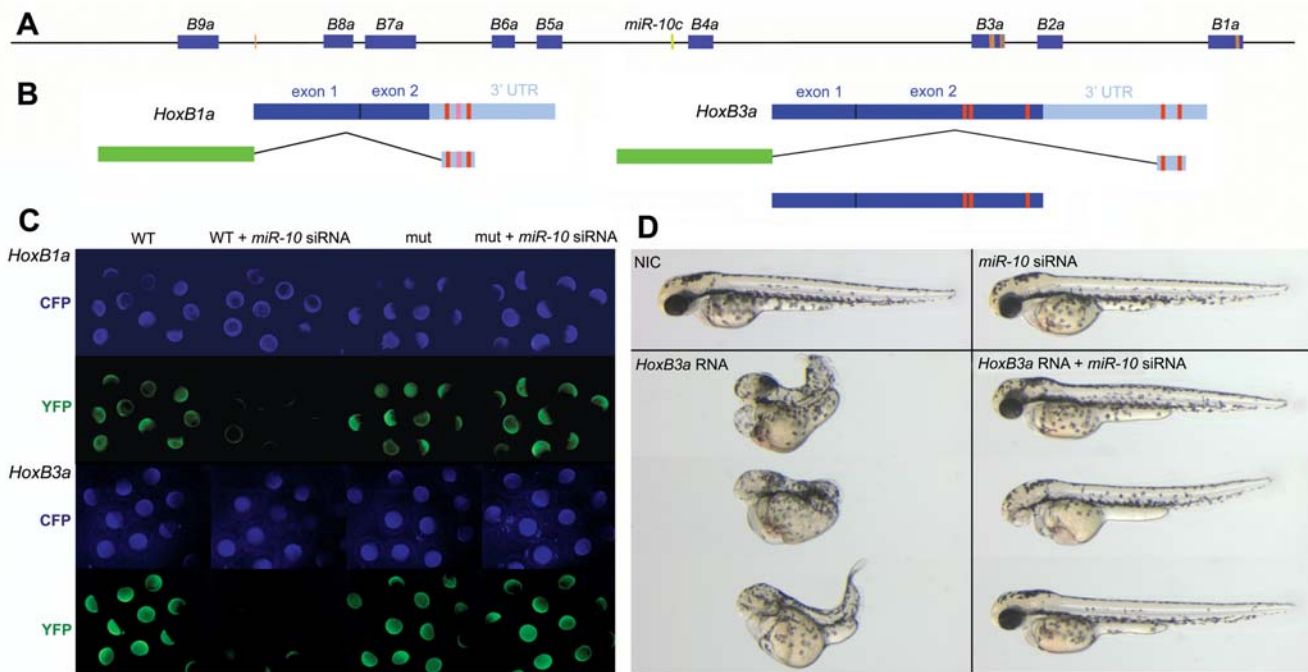 A
B9a B8a B7a B6a B5a miR-10c B4a B3a B2a B1a
B
HoxB1a exon 1 exon 2 3' UTR
HoxB3a exon 1 exon 2 3' UTR
C
WT WT + miR-10 siRNA mut mut + miR-10 siRNA
HoxB1a
CFP
YFP
HoxB3a
CFP
YFP
D
NIC
miR-10 siRNA
HoxB3a RNA
HoxB3a RNA + miR-10 siRNA